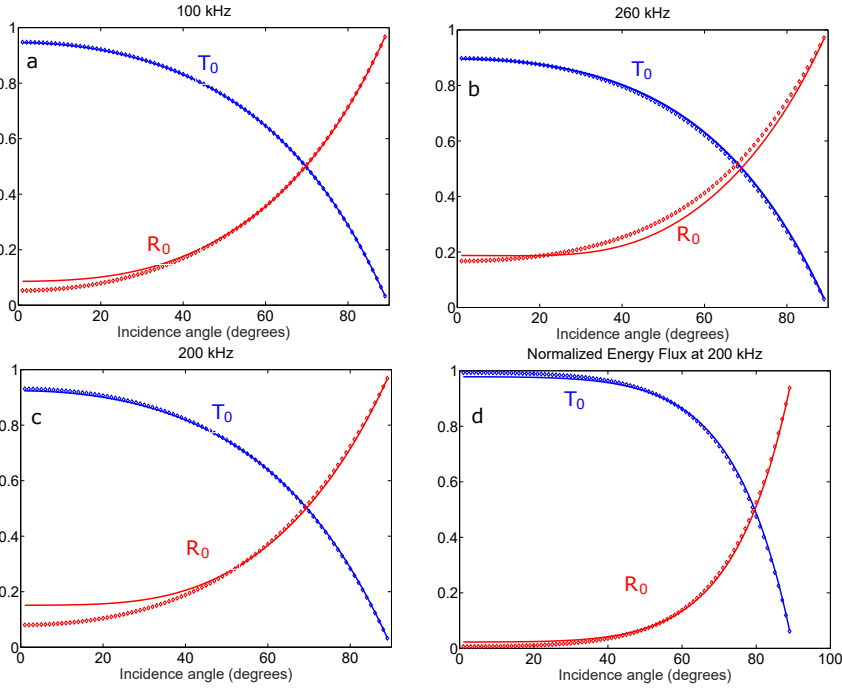 100 kHz
1
0.8
0.6
0.4
0.2
0
0 20 40 60 80
a
T0
R0
Incidence angle (degrees)
260 kHz
1
0.8
0.6
0.4
0.2
0
0 20 40 60 80
b
T0
R0
Incidence angle (degrees)
200 kHz
1
0.8
0.6
0.4
0.2
0
0 20 40 60 80
c
T0
R0
Incidence angle (degrees)
Normalized Energy Flux at 200 kHz
1
0.8
0.6
0.4
0.2
0
0 20 40 60 80 100
d
T0
R0
Incidence angle (degrees)